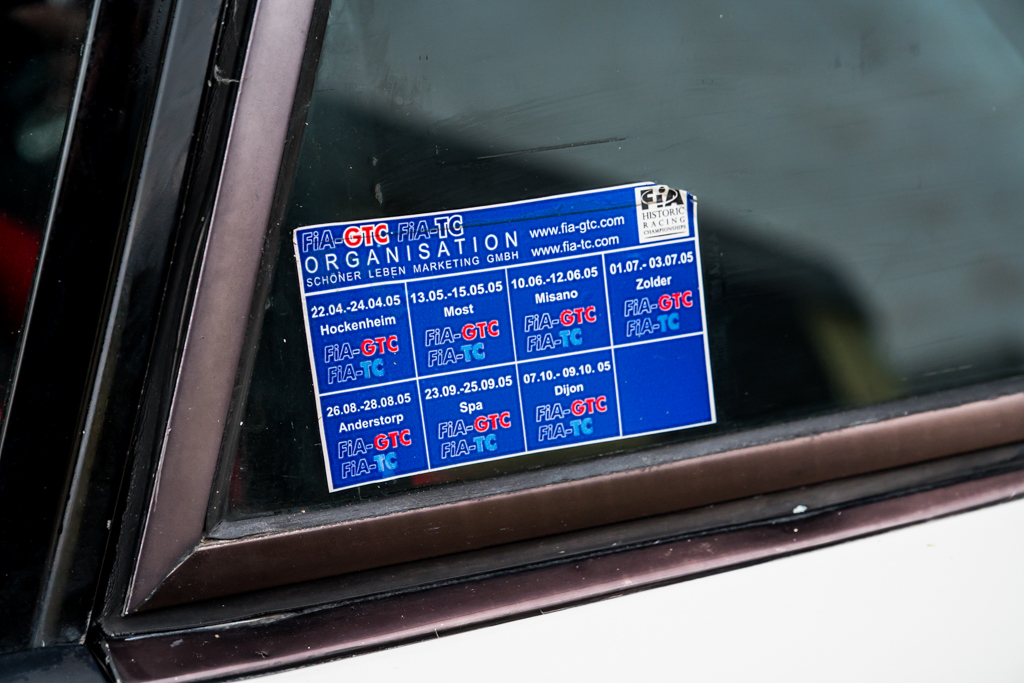 FiA-GTC FiA-TC
ORGANISATION
SCHÖNER LEBEN MARKETING GMBH
www.fia-gtc.com
www.fia-tc.com
FIA
HISTORIC
RACING
CHAMPIONSHIPS
22.04.-24.04.05
Hockenheim
FiA-GTC
FiA-TC
13.05.-15.05.05
Most
FiA-GTC
FiA-TC
10.06.-12.06.05
Misano
FiA-GTC
FiA-TC
01.07.- 03.07.05
Zolder
FiA-GTC
FiA-TC
26.08.-28.08.05
Anderstorp
FiA-GTC
FiA-TC
23.09.-25.09.05
Spa
FiA-GTC
FiA-TC
07.10.- 09.10. 05
Dijon
FiA-GTC
FiA-TC